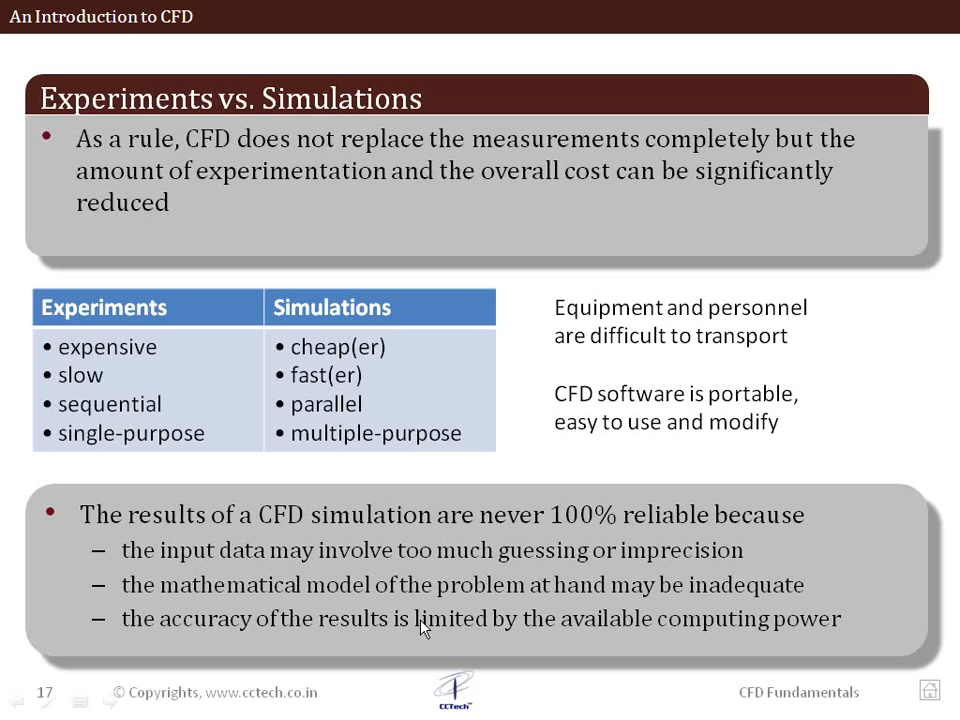 An Introduction to CFD
Experiments vs. Simulations
• As a rule, CFD does not replace the measurements completely but the
amount of experimentation and the overall cost can be significantly
reduced
Experiments
• expensive
• slow
• sequential
• single-purpose
Simulations
• cheap(er)
• fast(er)
• parallel
• multiple-purpose
Equipment and personnel
are difficult to transport
CFD software is portable,
easy to use and modify
• The results of a CFD simulation are never 100% reliable because
– the input data may involve too much guessing or imprecision
– the mathematical model of the problem at hand may be inadequate
– the accuracy of the results is limited by the available computing power
17
© Copyrights, www.cctech.co.in
CCTech™
CFD Fundamentals